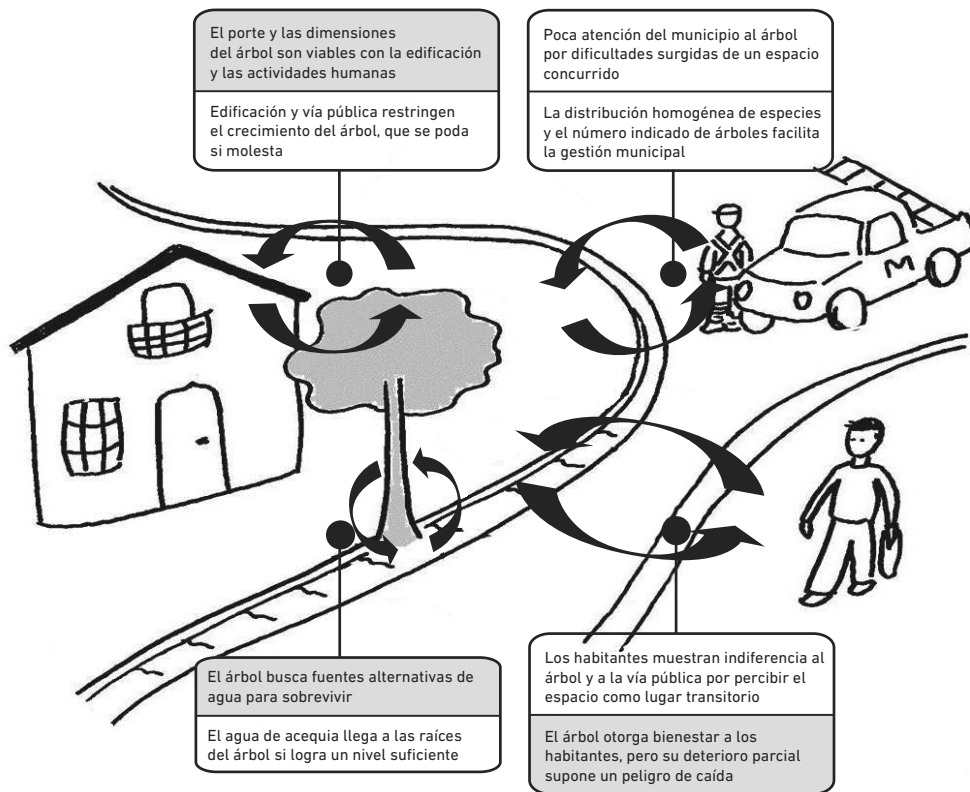 El porte y las dimensiones
del árbol son viables con la edificación
y las actividades humanas
Edificación y vía pública restringen
el crecimiento del árbol, que se poda
si molesta
Poca atención del municipio al árbol
por dificultades surgidas de un espacio
concurrido
La distribución homogénea de especies
y el número indicado de árboles facilita
la gestión municipal
M
El árbol busca fuentes alternativas de
agua para sobrevivir
El agua de acequia llega a las raíces
del árbol si logra un nivel suficiente
Los habitantes muestran indiferencia al
árbol y a la vía pública por percibir el
espacio como lugar transitorio
El árbol otorga bienestar a los
habitantes, pero su deterioro parcial
supone un peligro de caída